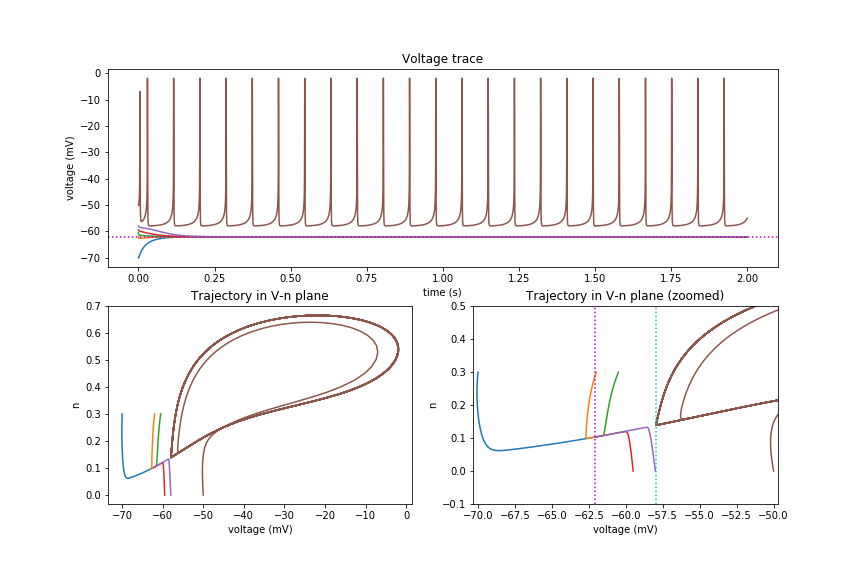 Voltage trace
voltage (mV)
0
−10
−20
−30
−40
−50
−60
−70
0.00 0.25 0.50 0.75 1.00 1.25 1.50 1.75 2.00
time (s)
Trajectory in V-n plane
n
0.7
0.6
0.5
0.4
0.3
0.2
0.1
0.0
−70 −60 −50 −40 −30 −20 −10 0
voltage (mV)
Trajectory in V-n plane (zoomed)
n
0.5
0.4
0.3
0.2
0.1
0.0
−0.1
−70.0 −67.5 −65.0 −62.5 −60.0 −57.5 −55.0 −52.5 −50.0
voltage (mV)